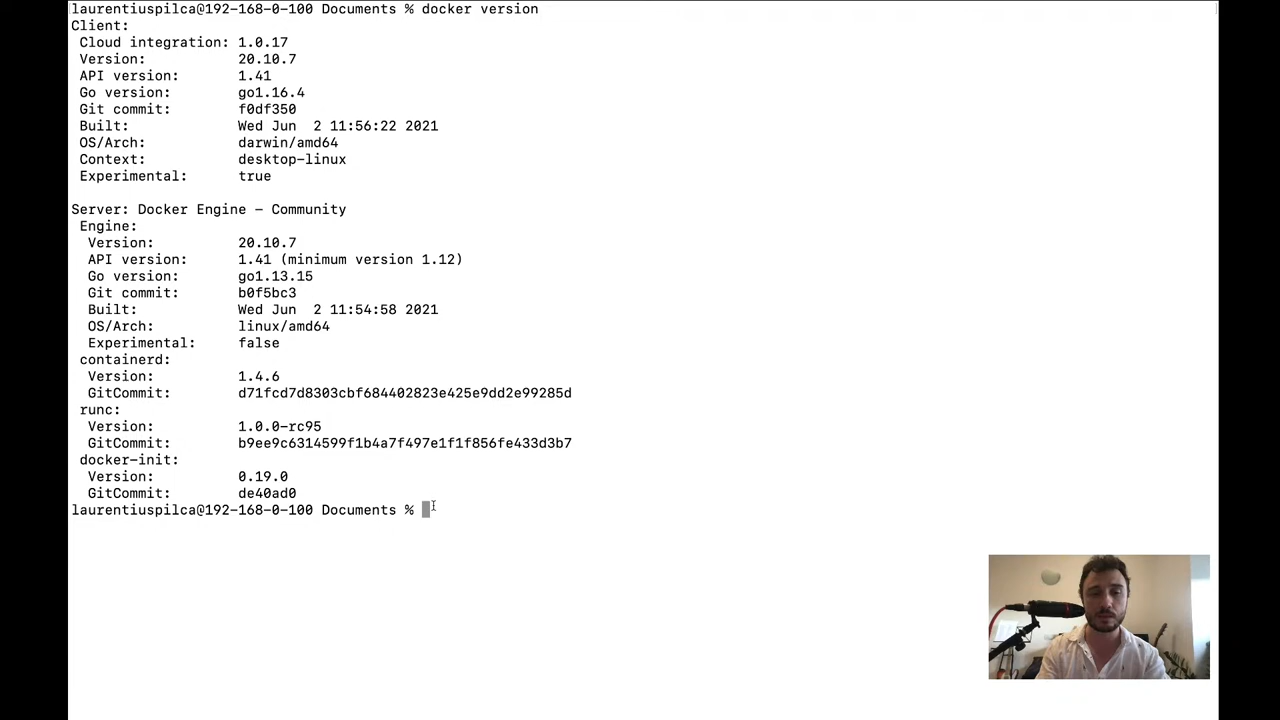 laurentiuspilca@192-168-0-100 Documents % docker version
Client:
Cloud integration: 1.0.17
Version: 20.10.7
API version: 1.41
Go version: go1.16.4
Git commit: f0df350
Built: Wed Jun  2 11:56:22 2021
OS/Arch: darwin/amd64
Context: desktop-linux
Experimental: true
Server: Docker Engine - Community
Engine:
Version: 20.10.7
API version: 1.41 (minimum version 1.12)
Go version: go1.13.15
Git commit: b0f5bc3
Built: Wed Jun  2 11:54:58 2021
OS/Arch: linux/amd64
Experimental: false
containerd:
Version: 1.4.6
GitCommit: d71fcd7d8303cbf684402823e425e9dd2e99285d
runc:
Version: 1.0.0-rc95
GitCommit: b9ee9c6314599f1b4a7f497e1f1f856fe433d3b7
docker-init:
Version: 0.19.0
GitCommit: de40ad0
laurentiuspilca@192-168-0-100 Documents %